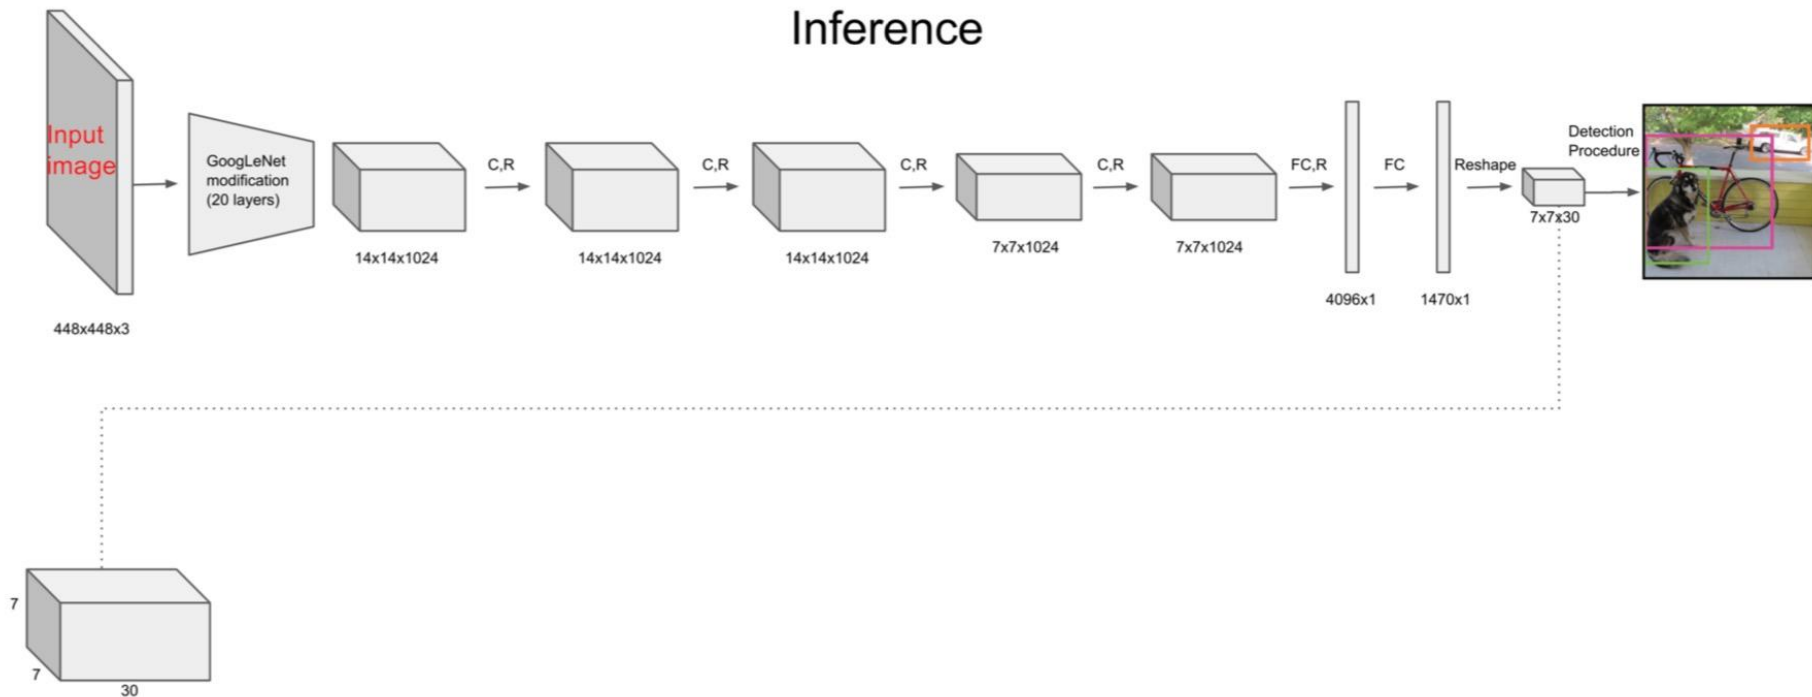 Inference
Input
image
448x448x3
GoogLeNet
modification
(20 layers)
14x14x1024
C,R
14x14x1024
C,R
14x14x1024
C,R
7x7x1024
C,R
7x7x1024
FC,R
4096x1
FC
1470x1
Reshape
7x7x30
Detection
Procedure
7
7
30